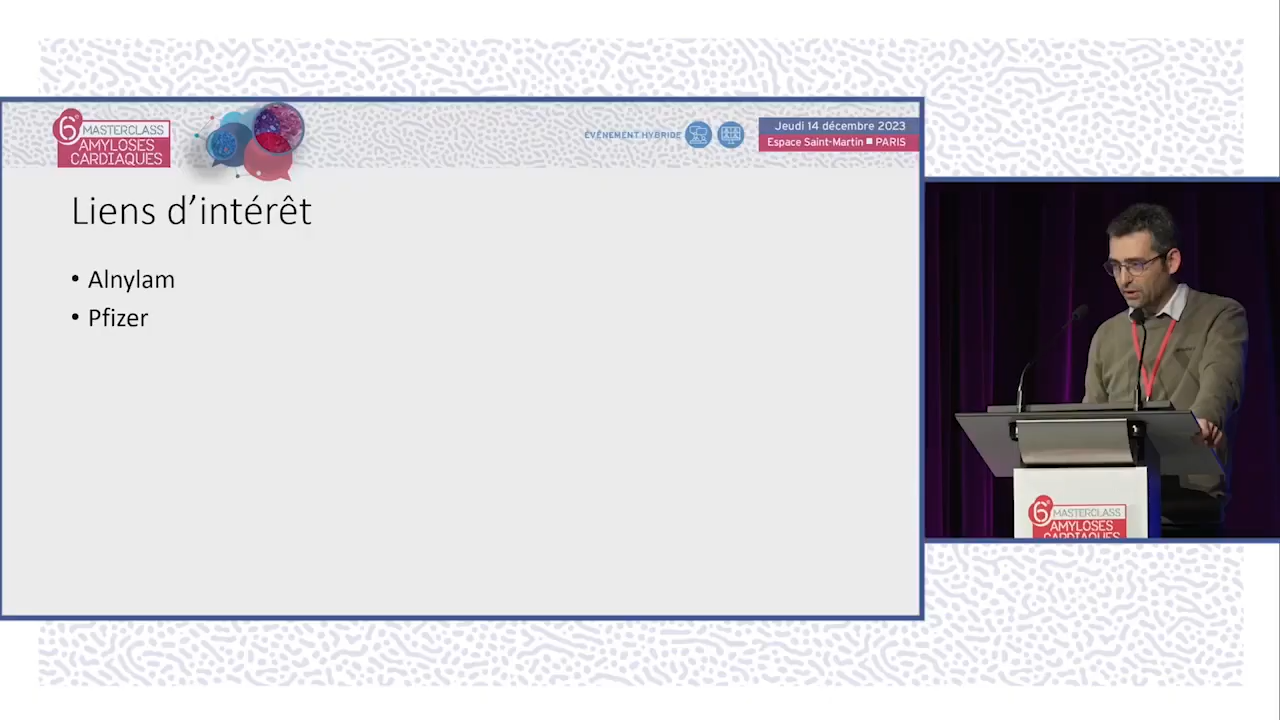 6e MASTERCLASS
AMYLOSES
CARDIAQUES
ÉVÉNEMENT HYBRIDE
Jeudi 14 décembre 2023
Espace Saint-Martin ■ PARIS
Liens d'intérêt
• Alnylam
• Pfizer
6e MASTERCLASS
AMYLOSES
CARDIAQUES